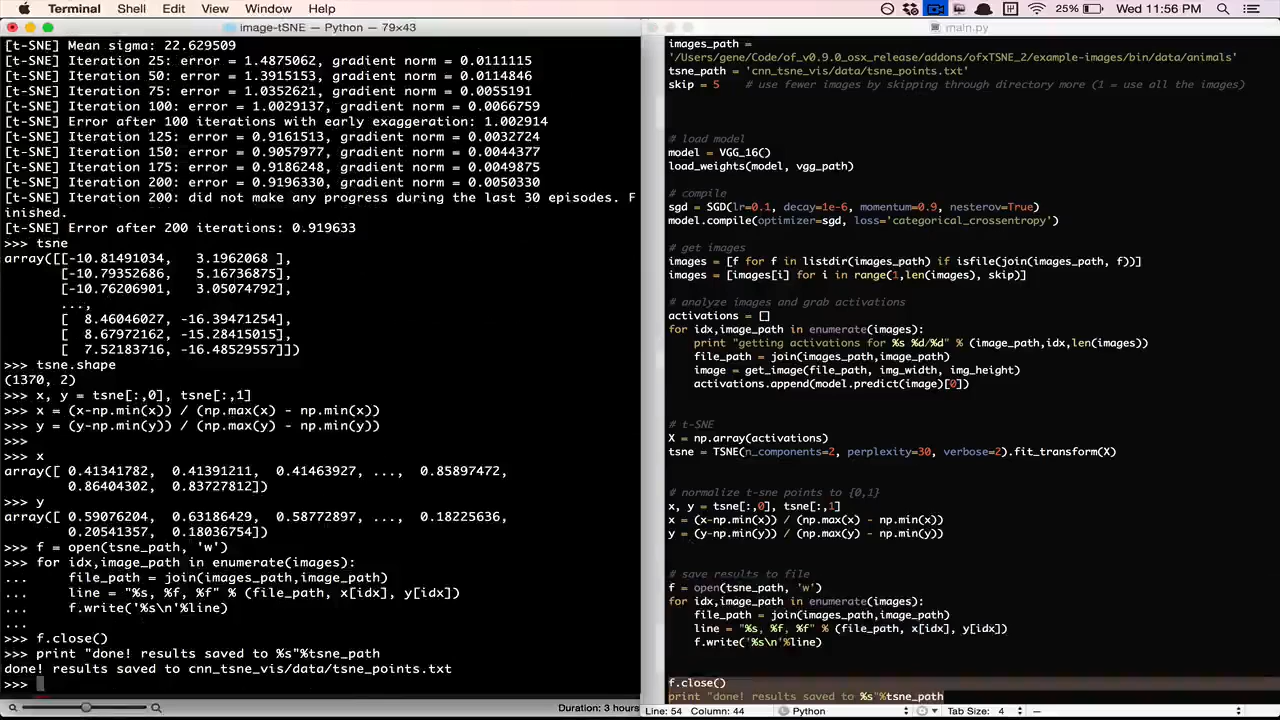 Terminal Shell Edit View Window Help 25% Wed 11:56 PM
image-tSNE — Python — 79×43
[t-SNE] Mean sigma: 22.629509
[t-SNE] Iteration 25: error = 1.4875062, gradient norm = 0.0111115
[t-SNE] Iteration 50: error = 1.3915153, gradient norm = 0.0114846
[t-SNE] Iteration 75: error = 1.0352621, gradient norm = 0.0055191
[t-SNE] Iteration 100: error = 1.0029137, gradient norm = 0.0066759
[t-SNE] Error after 100 iterations with early exaggeration: 1.002914
[t-SNE] Iteration 125: error = 0.9161513, gradient norm = 0.0032724
[t-SNE] Iteration 150: error = 0.9057977, gradient norm = 0.0044377
[t-SNE] Iteration 175: error = 0.9186248, gradient norm = 0.0049875
[t-SNE] Iteration 200: error = 0.9196330, gradient norm = 0.0050330
[t-SNE] Iteration 200: did not make any progress during the last 30 episodes. F
inished.
[t-SNE] Error after 200 iterations: 0.919633
>>> tsne
array([[-10.81491034, 3.1962068 ],
[-10.79352686, 5.16736875],
[-10.76206901, 3.05074792],
...,
[ 8.46046027, -16.39471254],
[ 8.67972162, -15.28415015],
[ 7.52183716, -16.48529557]])
>>> tsne.shape
(1370, 2)
>>> x, y = tsne[:,0], tsne[:,1]
>>> x = (x-np.min(x)) / (np.max(x) - np.min(x))
>>> y = (y-np.min(y)) / (np.max(y) - np.min(y))
>>>
>>> x
array([ 0.41341782, 0.41391211, 0.41463927, ..., 0.85897472,
0.86404302, 0.83727812])
>>> y
array([ 0.59076204, 0.63186429, 0.58772897, ..., 0.18225636,
0.20541357, 0.18036754])
>>> f = open(tsne_path, 'w')
>>> for idx,image_path in enumerate(images):
... file_path = join(images_path,image_path)
... line = "%s, %f, %f" % (file_path, x[idx], y[idx])
... f.write('%s\n'%line)
...
>>> f.close()
>>> print "done! results saved to %s"%tsne_path
done! results saved to cnn_tsne_vis/data/tsne_points.txt
>>>
Duration: 3 hours
main.py
images_path =
'/Users/gene/Code/of_v0.9.0_osx_release/addons/ofxTSNE_2/example-images/bin/data/animals'
tsne_path = 'cnn_tsne_vis/data/tsne_points.txt'
skip = 5 # use fewer images by skipping through directory more (1 = use all the images)
# load model
model = VGG_16()
load_weights(model, vgg_path)
# compile
sgd = SGD(lr=0.1, decay=1e-6, momentum=0.9, nesterov=True)
model.compile(optimizer=sgd, loss='categorical_crossentropy')
# get images
images = [f for f in listdir(images_path) if isfile(join(images_path, f))]
images = [images[i] for i in range(1,len(images), skip)]
# analyze images and grab activations
activations = []
for idx,image_path in enumerate(images):
print "getting activations for %s %d/%d" % (image_path,idx,len(images))
file_path = join(images_path,image_path)
image = get_image(file_path, img_width, img_height)
activations.append(model.predict(image)[0])
# t-SNE
X = np.array(activations)
tsne = TSNE(n_components=2, perplexity=30, verbose=2).fit_transform(X)
# normalize t-sne points to {0,1}
x, y = tsne[:,0], tsne[:,1]
x = (x-np.min(x)) / (np.max(x) - np.min(x))
y = (y-np.min(y)) / (np.max(y) - np.min(y))
# save results to file
f = open(tsne_path, 'w')
for idx,image_path in enumerate(images):
file_path = join(images_path,image_path)
line = "%s, %f, %f" % (file_path, x[idx], y[idx])
f.write('%s\n'%line)
f.close()
print "done! results saved to %s"%tsne_path
Line: 54 Column: 44 Python Tab Size: 4 —